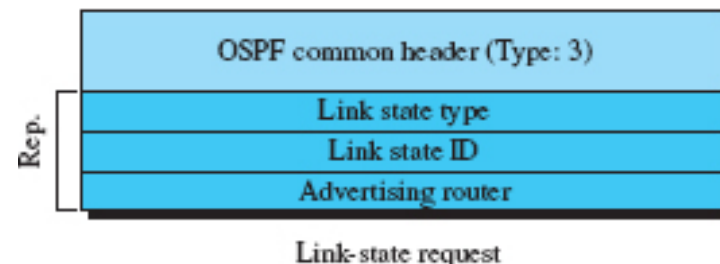 OSPF common header (Type: 3)
Rep.
Link state type
Link state ID
Advertising router
Link-state request